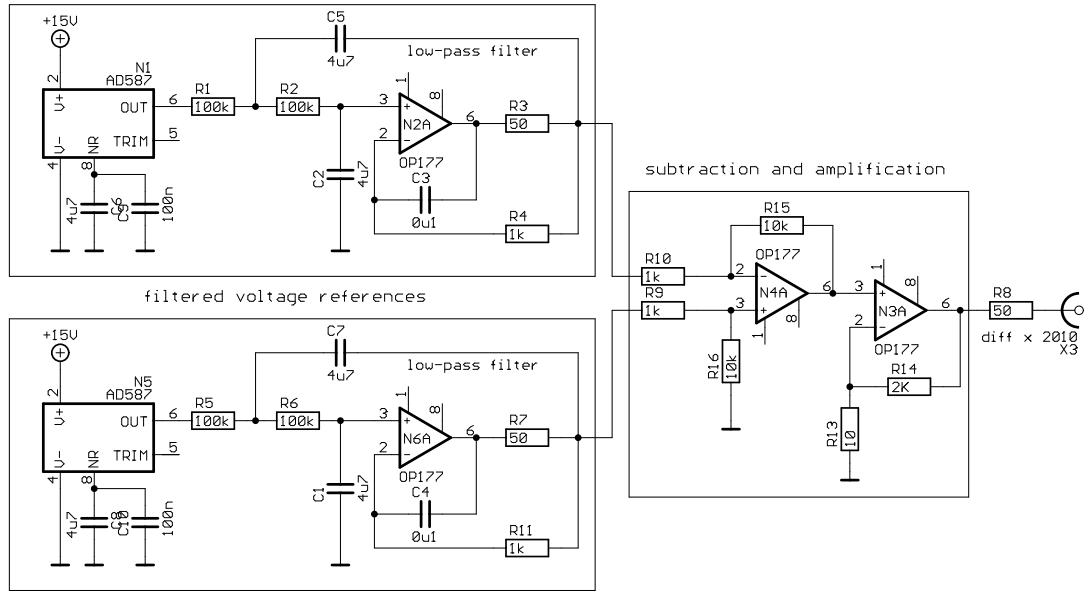 +15V
C5
4u7
low-pass filter
N1
AD587
2
V+
OUT
6
R1
100k
R2
100k
3
1
8
+
N2A
-
2
6
OP177
R3
50
V-
NR
TRIM
5
4
8
4u7
C6
C9
100n
C2
4u7
C3
0u1
R4
1k
filtered voltage references
+15V
C7
4u7
low-pass filter
N5
AD587
2
V+
OUT
6
R5
100k
R6
100k
3
1
8
+
N6A
-
2
6
OP177
R7
50
V-
NR
TRIM
5
4
8
4u7
C8
C10
100n
C1
4u7
C4
0u1
R11
1k
subtraction and amplification
R15
10k
R10
1k
R9
1k
OP177
2
-
N4A
3
+
1
8
6
R16
10k
3
1
8
+
N3A
2
-
6
OP177
R14
2K
R13
10
R8
50
diff x 2010
X3